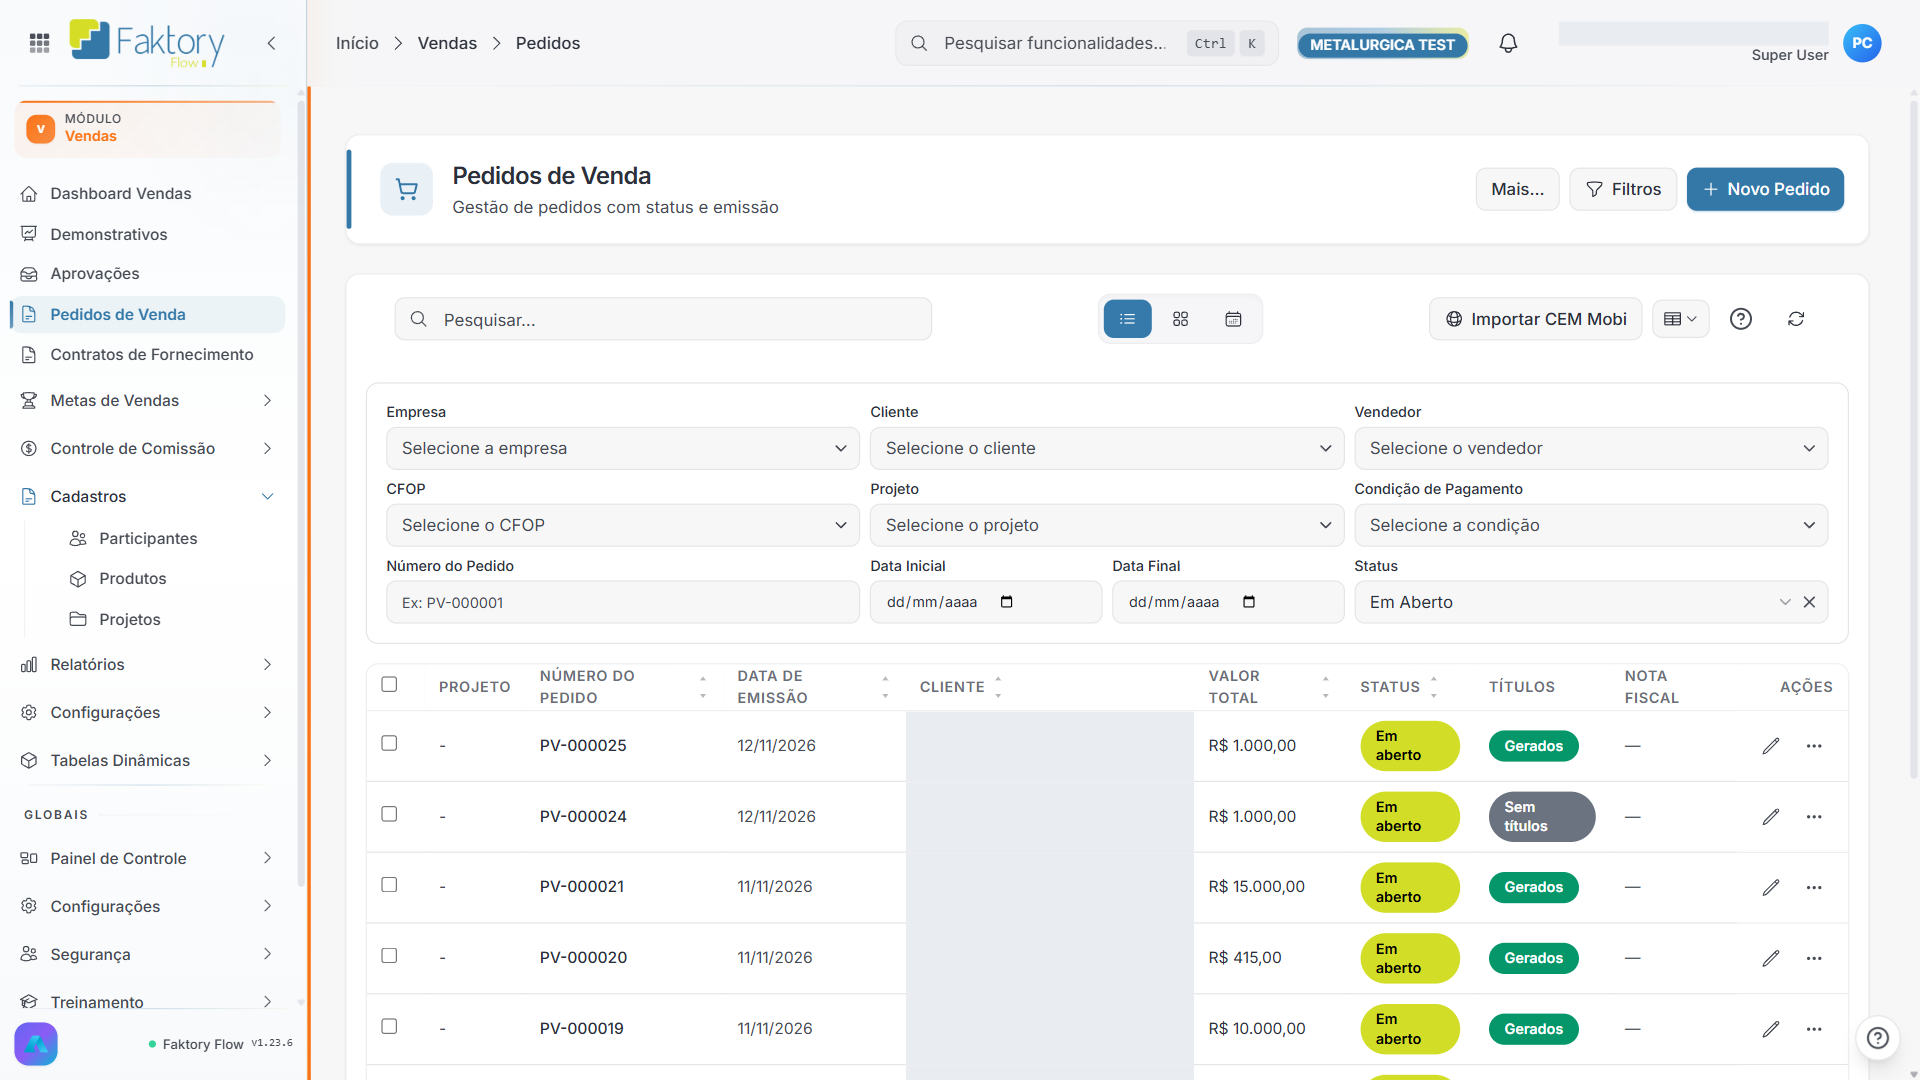 Faktory
Flow
Início > Vendas > Pedidos
Pesquisar funcionalidades... Ctrl K
METALURGICA TEST
Super User
PC
V
MÓDULO
Vendas
Dashboard Vendas
Demonstrativos
Aprovações
Pedidos de Venda
Contratos de Fornecimento
Metas de Vendas
Controle de Comissão
Cadastros
Participantes
Produtos
Projetos
Relatórios
Configurações
Tabelas Dinâmicas
GLOBAIS
Painel de Controle
Configurações
Segurança
Treinamento
Faktory Flow v1.23.6
Pedidos de Venda
Gestão de pedidos com status e emissão
Mais...
Filtros
+ Novo Pedido
Pesquisar...
Importar CEM Mobi
Empresa Cliente Vendedor
Selecione a empresa Selecione o cliente Selecione o vendedor
CFOP Projeto Condição de Pagamento
Selecione o CFOP Selecione o projeto Selecione a condição
Número do Pedido Data Inicial Data Final Status
Ex: PV-000001 dd/mm/aaaa dd/mm/aaaa Em Aberto
PROJETO NÚMERO DO PEDIDO DATA DE EMISSÃO CLIENTE VALOR TOTAL STATUS TÍTULOS NOTA FISCAL AÇÕES
- PV-000025 12/11/2026 R$ 1.000,00 Em aberto Gerados —
- PV-000024 12/11/2026 R$ 1.000,00 Em aberto Sem títulos —
- PV-000021 11/11/2026 R$ 15.000,00 Em aberto Gerados —
- PV-000020 11/11/2026 R$ 415,00 Em aberto Gerados —
- PV-000019 11/11/2026 R$ 10.000,00 Em aberto Gerados —